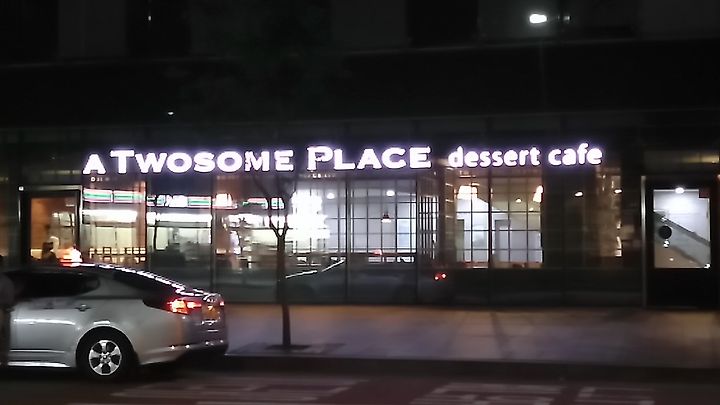 A TWOSOME PLACE dessert cafe